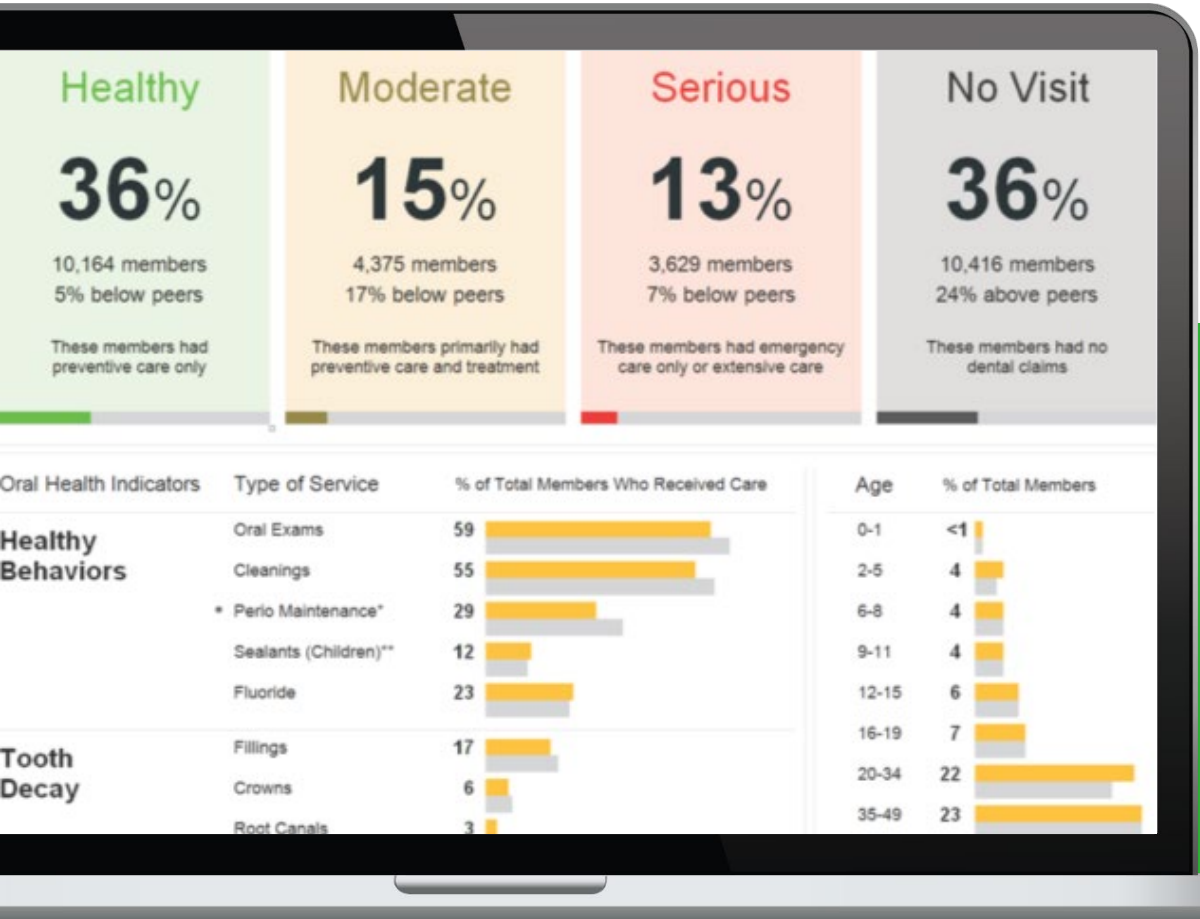 Healthy
36%
10,164 members
5% below peers
These members had
preventive care only
Moderate
15%
4,375 members
17% below peers
These members primarily had
preventive care and treatment
Serious
13%
3,629 members
7% below peers
These members had emergency
care only or extensive care
No Visit
36%
10,416 members
24% above peers
These members had no
dental claims
Oral Health Indicators Type of Service % of Total Members Who Received Care
Healthy
Behaviors
Oral Exams 59
Cleanings 55
• Perio Maintenance* 29
Sealants (Children)** 12
Fluoride 23
Tooth
Decay
Fillings 17
Crowns 6
Root Canals 3
Age % of Total Members
0-1 <1
2-5 4
6-8 4
9-11 4
12-15 6
16-19 7
20-34 22
35-49 23